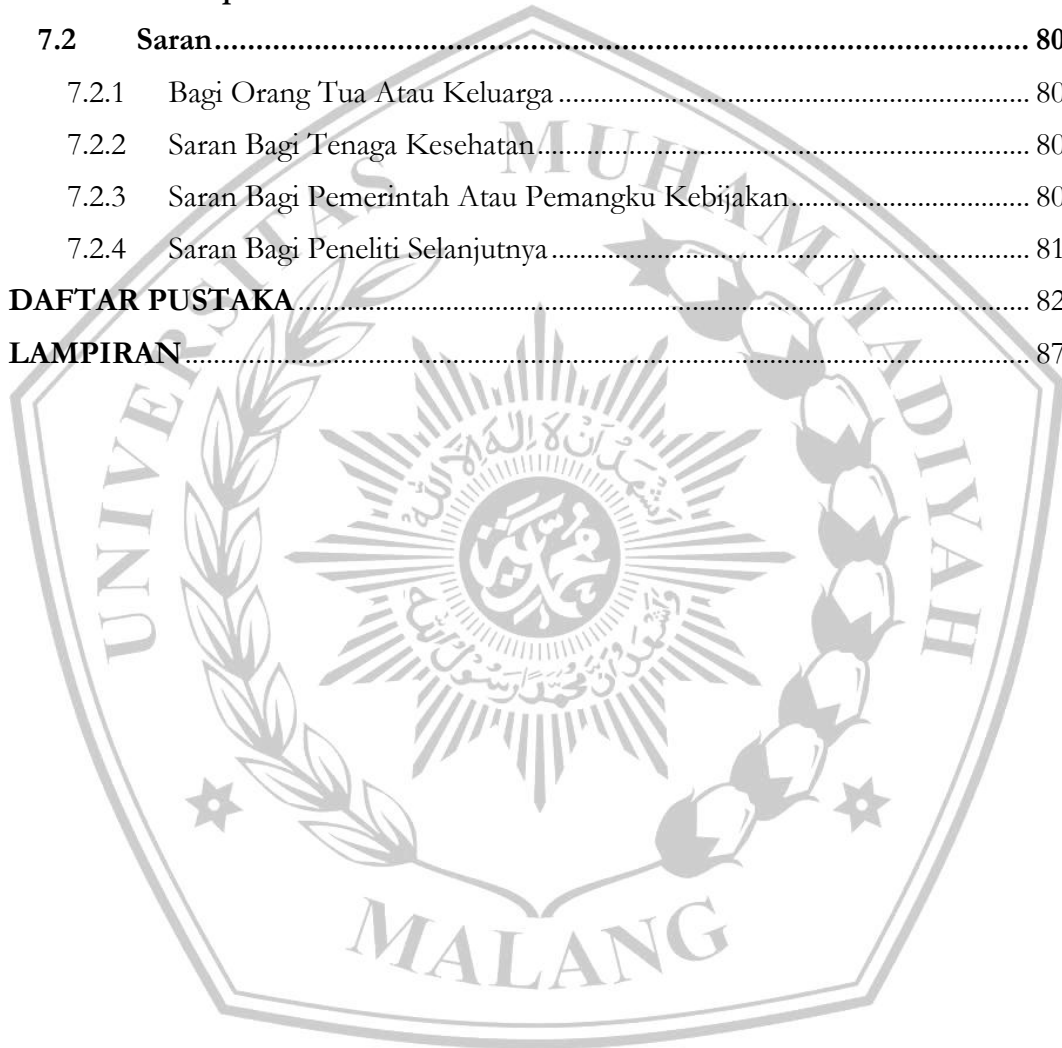 7.2 Saran.......... 80
7.2.1 Bagi Orang Tua Atau Keluarga.......... 80
7.2.2 Saran Bagi Tenaga Kesehatan.......... 80
7.2.3 Saran Bagi Pemerintah Atau Pemangku Kebijakan.......... 80
7.2.4 Saran Bagi Peneliti Selanjutnya.......... 81
DAFTAR PUSTAKA.......... 82
LAMPIRAN.......... 87
UNIVERSITAS MUHAMMADIYAH
MALANG